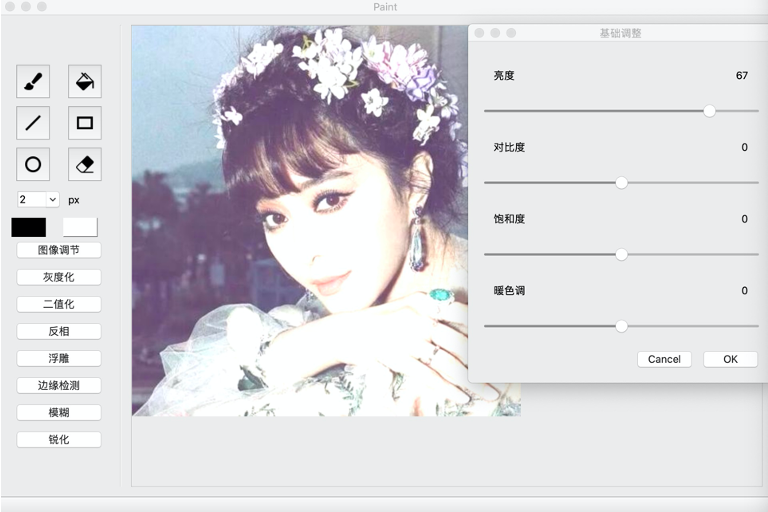 Paint
基础调整
亮度 67
对比度 0
饱和度 0
暖色调 0
Cancel OK
2 px
图像调节
灰度化
二值化
反相
浮雕
边缘检测
模糊
锐化